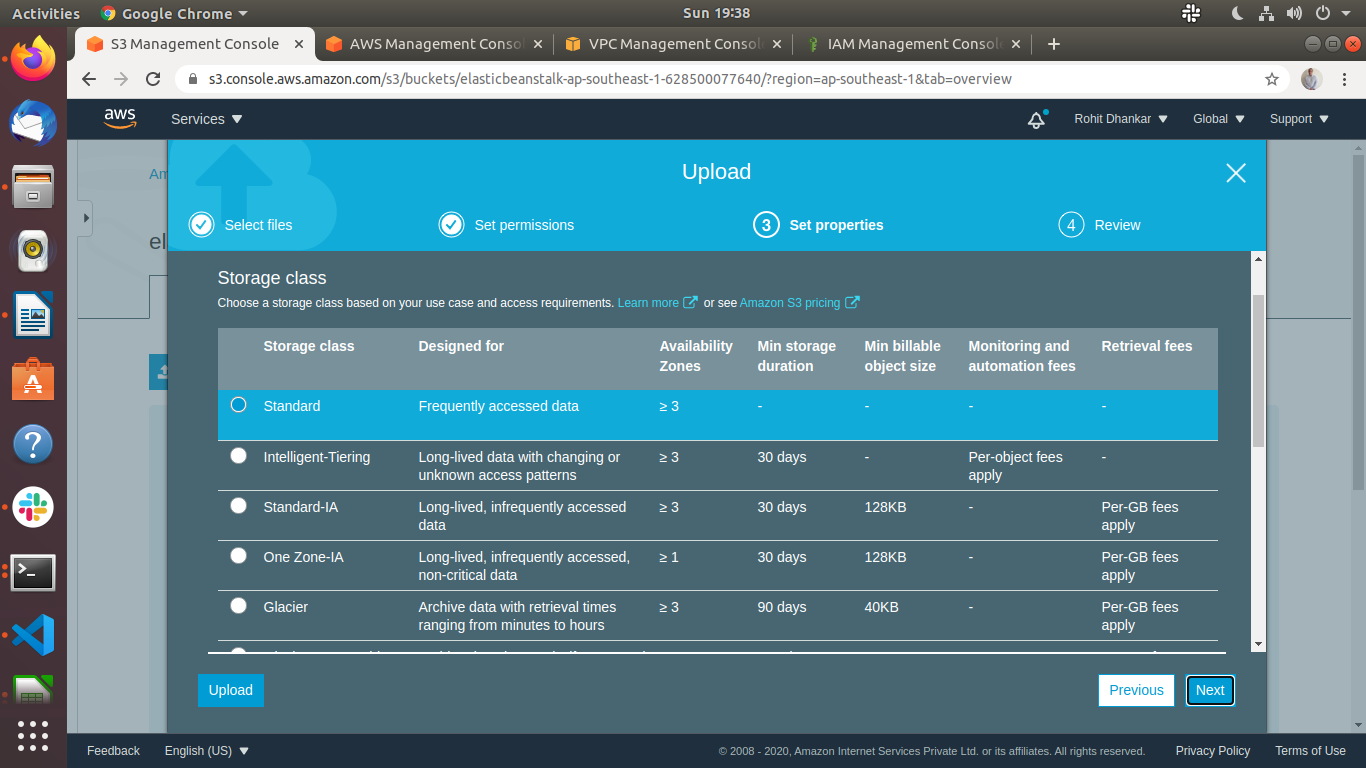 Activities Google Chrome Sun 19:38
S3 Management Console AWS Management Conso VPC Management Consol IAM Management Consol
s3.console.aws.amazon.com/s3/buckets/elasticbeanstalk-ap-southeast-1-628500077640/?region=ap-southeast-1&tab=overview
aws Services Rohit Dhankar Global Support
Am
el
Upload
Select files Set permissions 3 Set properties 4 Review
Storage class
Choose a storage class based on your use case and access requirements. Learn more or see Amazon S3 pricing
Storage class Designed for Availability Zones Min storage duration Min billable object size Monitoring and automation fees Retrieval fees
Standard Frequently accessed data ≥ 3 - - - -
Intelligent-Tiering Long-lived data with changing or unknown access patterns ≥ 3 30 days - Per-object fees apply -
Standard-IA Long-lived, infrequently accessed data ≥ 3 30 days 128KB - Per-GB fees apply
One Zone-IA Long-lived, infrequently accessed, non-critical data ≥ 1 30 days 128KB - Per-GB fees apply
Glacier Archive data with retrieval times ranging from minutes to hours ≥ 3 90 days 40KB - Per-GB fees apply
Upload Previous Next
Feedback English (US) © 2008 - 2020, Amazon Internet Services Private Ltd. or its affiliates. All rights reserved. Privacy Policy Terms of Use